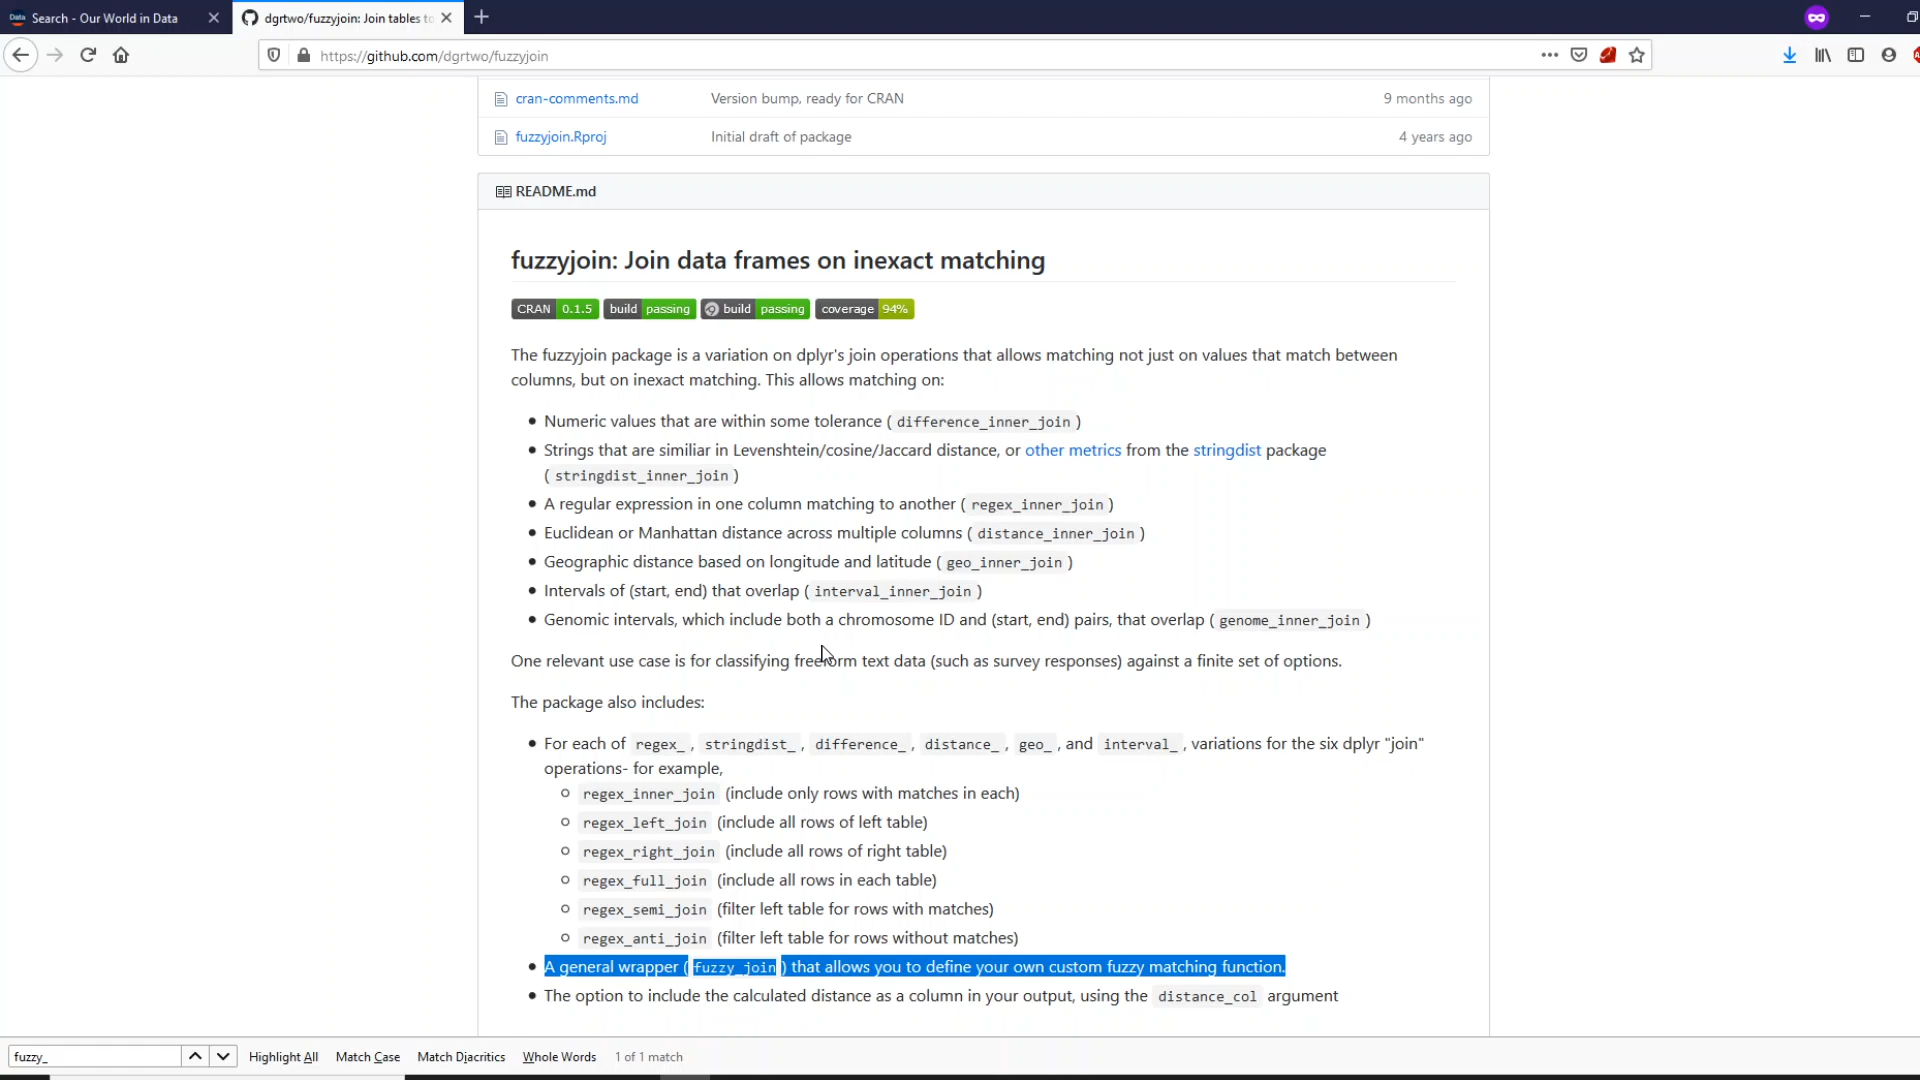 Search - Our World in Data
dgrtwo/fuzzyjoin: Join tables to
https://github.com/dgrtwo/fuzzyjoin
cran-comments.md Version bump, ready for CRAN 9 months ago
fuzzyjoin.Rproj Initial draft of package 4 years ago
README.md
fuzzyjoin: Join data frames on inexact matching
CRAN 0.1.5 build passing build passing coverage 94%
The fuzzyjoin package is a variation on dplyr's join operations that allows matching not just on values that match between
columns, but on inexact matching. This allows matching on:
• Numeric values that are within some tolerance ( difference_inner_join )
• Strings that are similiar in Levenshtein/cosine/Jaccard distance, or other metrics from the stringdist package
( stringdist_inner_join )
• A regular expression in one column matching to another ( regex_inner_join )
• Euclidean or Manhattan distance across multiple columns ( distance_inner_join )
• Geographic distance based on longitude and latitude ( geo_inner_join )
• Intervals of (start, end) that overlap ( interval_inner_join )
• Genomic intervals, which include both a chromosome ID and (start, end) pairs, that overlap ( genome_inner_join )
One relevant use case is for classifying freeform text data (such as survey responses) against a finite set of options.
The package also includes:
• For each of regex_ , stringdist_ , difference_ , distance_ , geo_ , and interval_ , variations for the six dplyr "join"
operations- for example,
○ regex_inner_join (include only rows with matches in each)
○ regex_left_join (include all rows of left table)
○ regex_right_join (include all rows of right table)
○ regex_full_join (include all rows in each table)
○ regex_semi_join (filter left table for rows with matches)
○ regex_anti_join (filter left table for rows without matches)
• A general wrapper ( fuzzy_join ) that allows you to define your own custom fuzzy matching function.
• The option to include the calculated distance as a column in your output, using the distance_col argument
fuzzy_ Highlight All Match Case Match Diacritics Whole Words 1 of 1 match